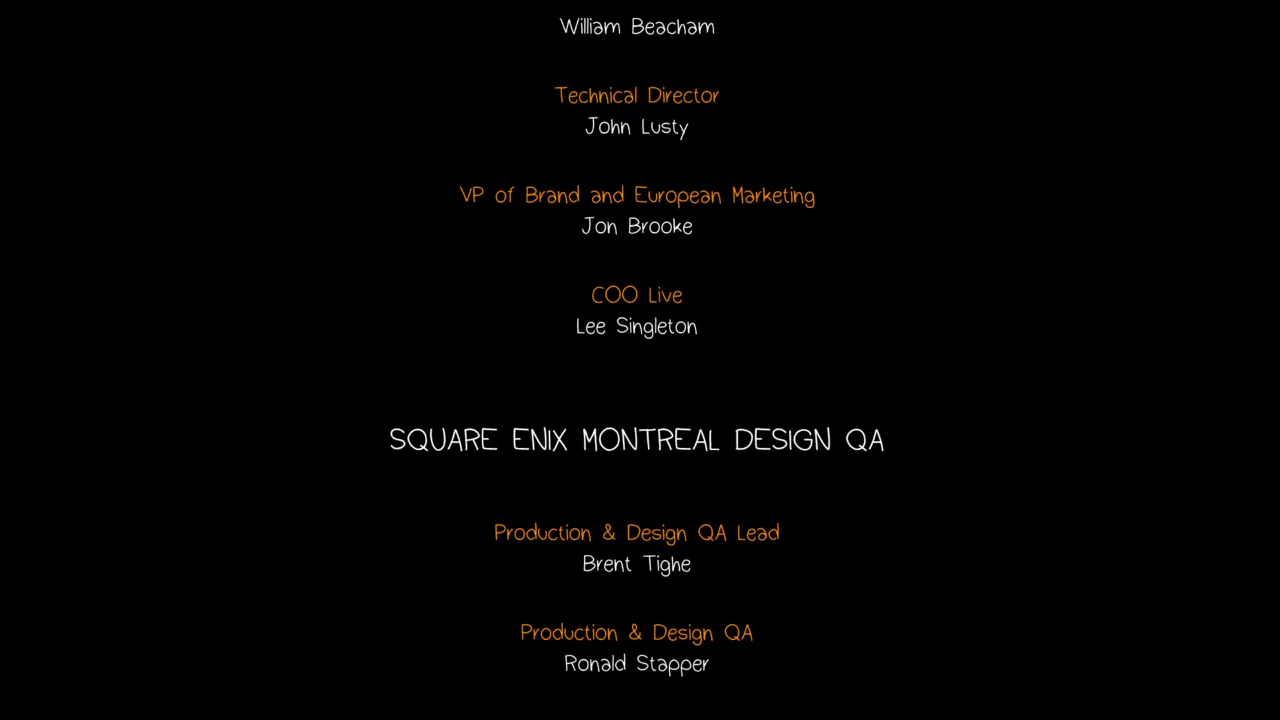 William Beacham
Technical Director
John Lusty
VP of Brand and European Marketing
Jon Brooke
COO Live
Lee Singleton
SQUARE ENIX MONTREAL DESIGN QA
Production & Design QA Lead
Brent Tighe
Production & Design QA
Ronald Stapper